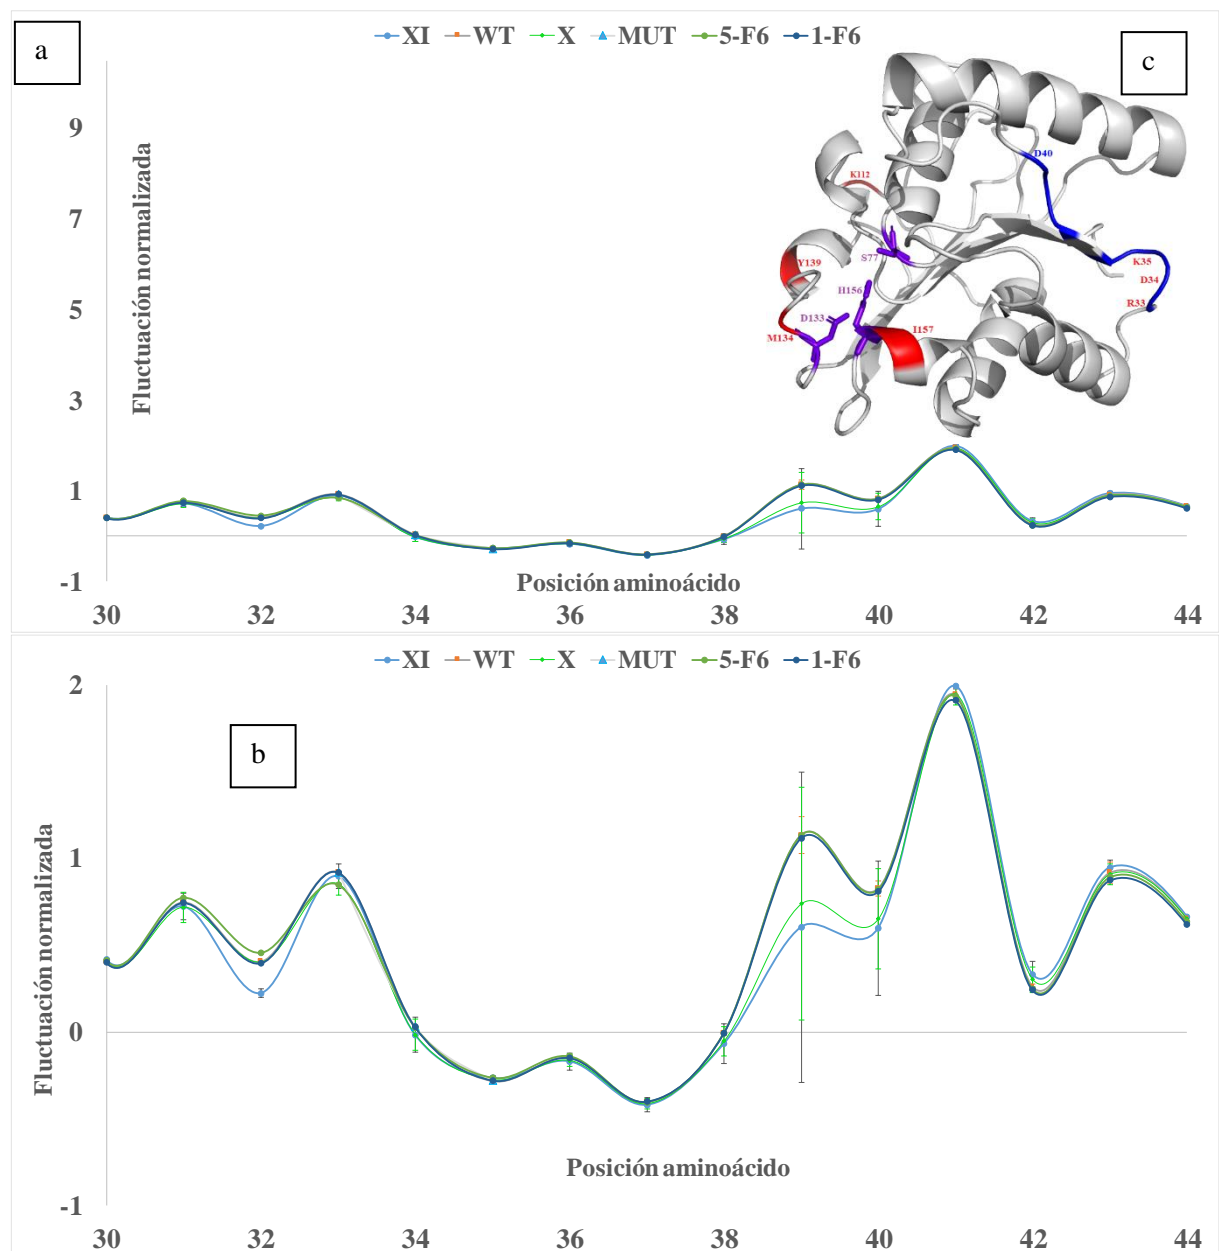 a
XI WT X MUT 5-F6 1-F6
c
9
7
5
3
1
-1
Fluctuación normalizada
D40
K112
S77
Y139
K35
D34
H156
R33
D133
M134
I157
Posición aminoácido
30 32 34 36 38 40 42 44
XI WT X MUT 5-F6 1-F6
b
2
1
0
-1
Fluctuación normalizada
Posición aminoácido
30 32 34 36 38 40 42 44